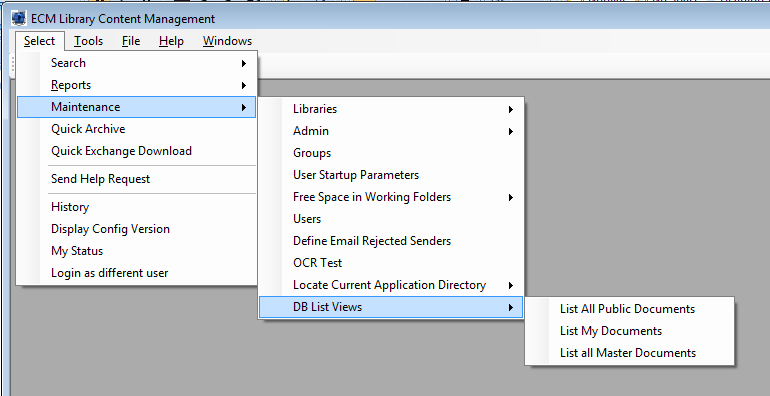 ECM Library Content Management
Select Tools File Help Windows
Search
Reports
Maintenance
Quick Archive
Quick Exchange Download
Send Help Request
History
Display Config Version
My Status
Login as different user
Libraries
Admin
Groups
User Startup Parameters
Free Space in Working Folders
Users
Define Email Rejected Senders
OCR Test
Locate Current Application Directory
DB List Views
List All Public Documents
List My Documents
List all Master Documents